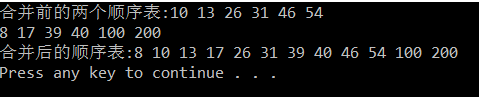 合并前的两个顺序表:10 13 26 31 46 54
8 17 39 40 100 200
合并后的顺序表:8 10 13 17 26 31 39 40 46 54 100 200
Press any key to continue . . .